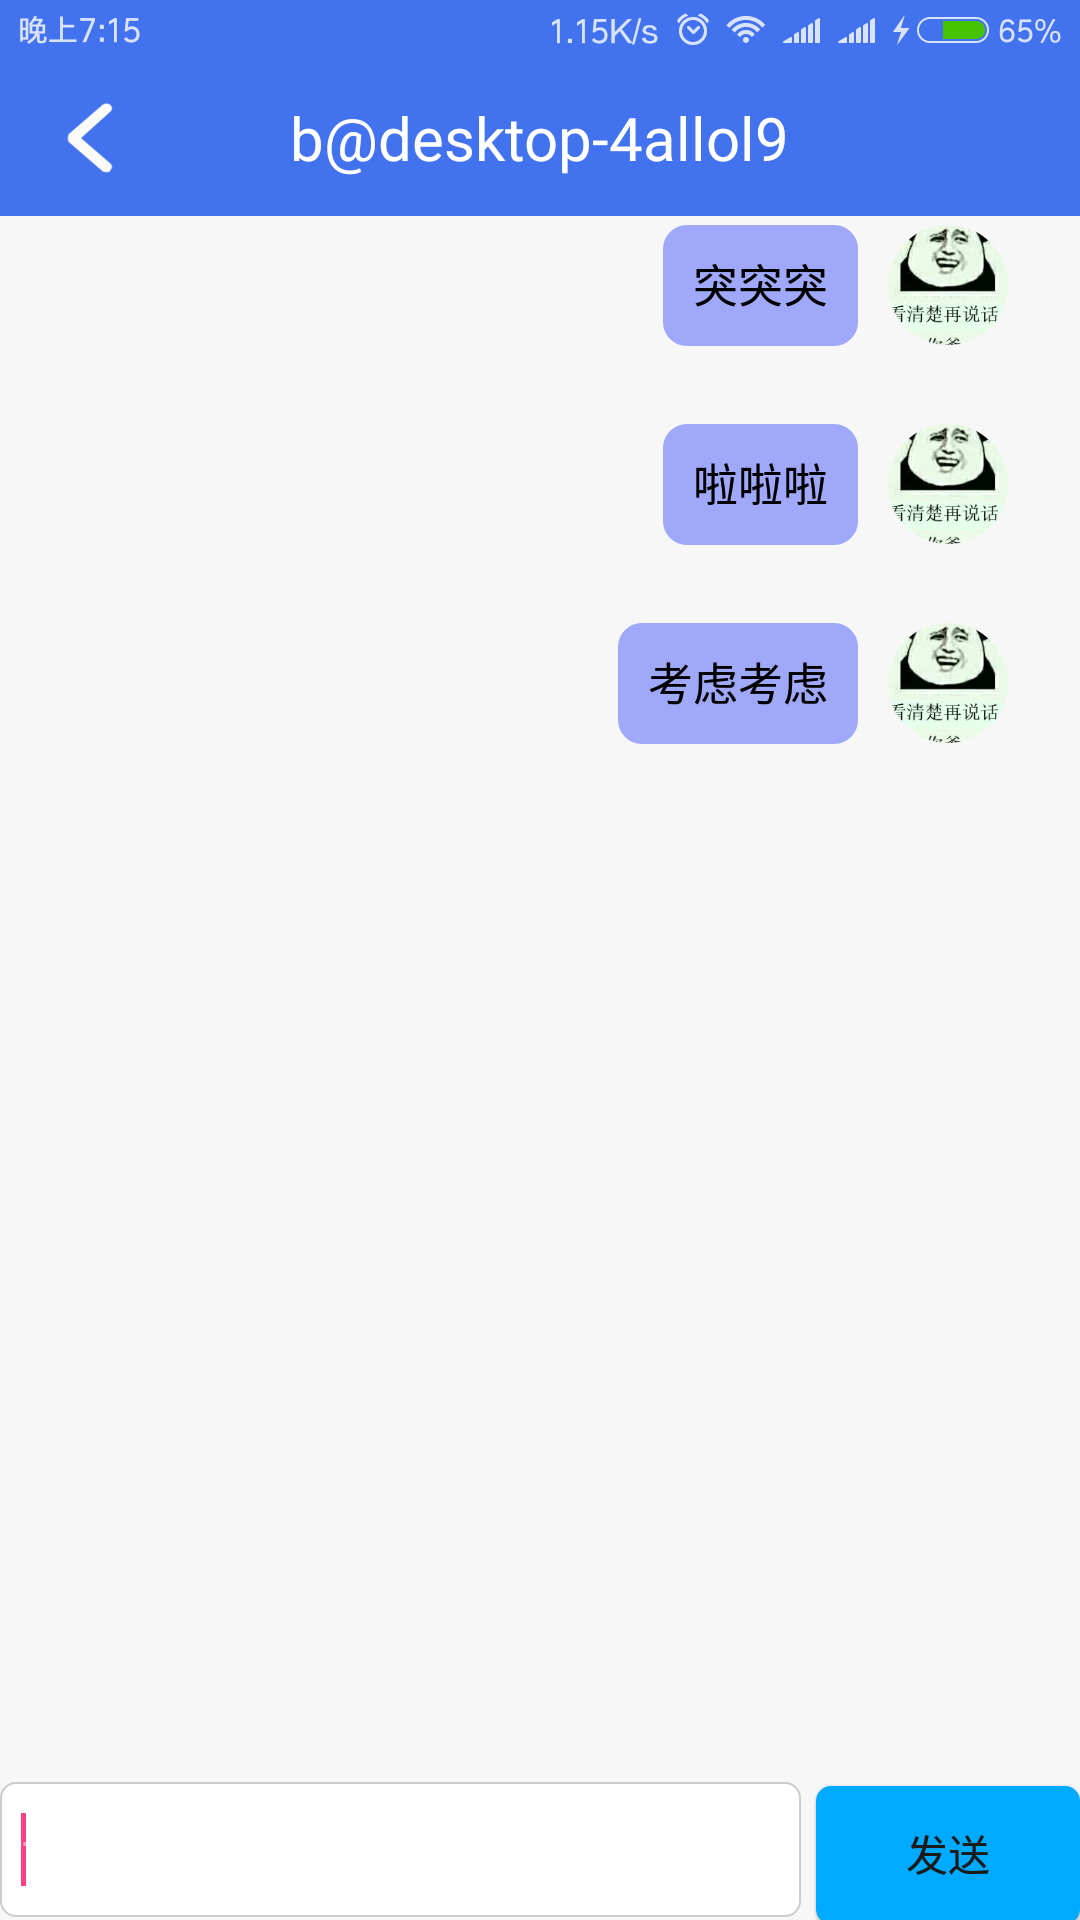 晚上7:15 1.15K/s 65%
b@desktop-4allol9
突突突
看清楚再说话
啦啦啦
看清楚再说话
考虑考虑
看清楚再说话
发送